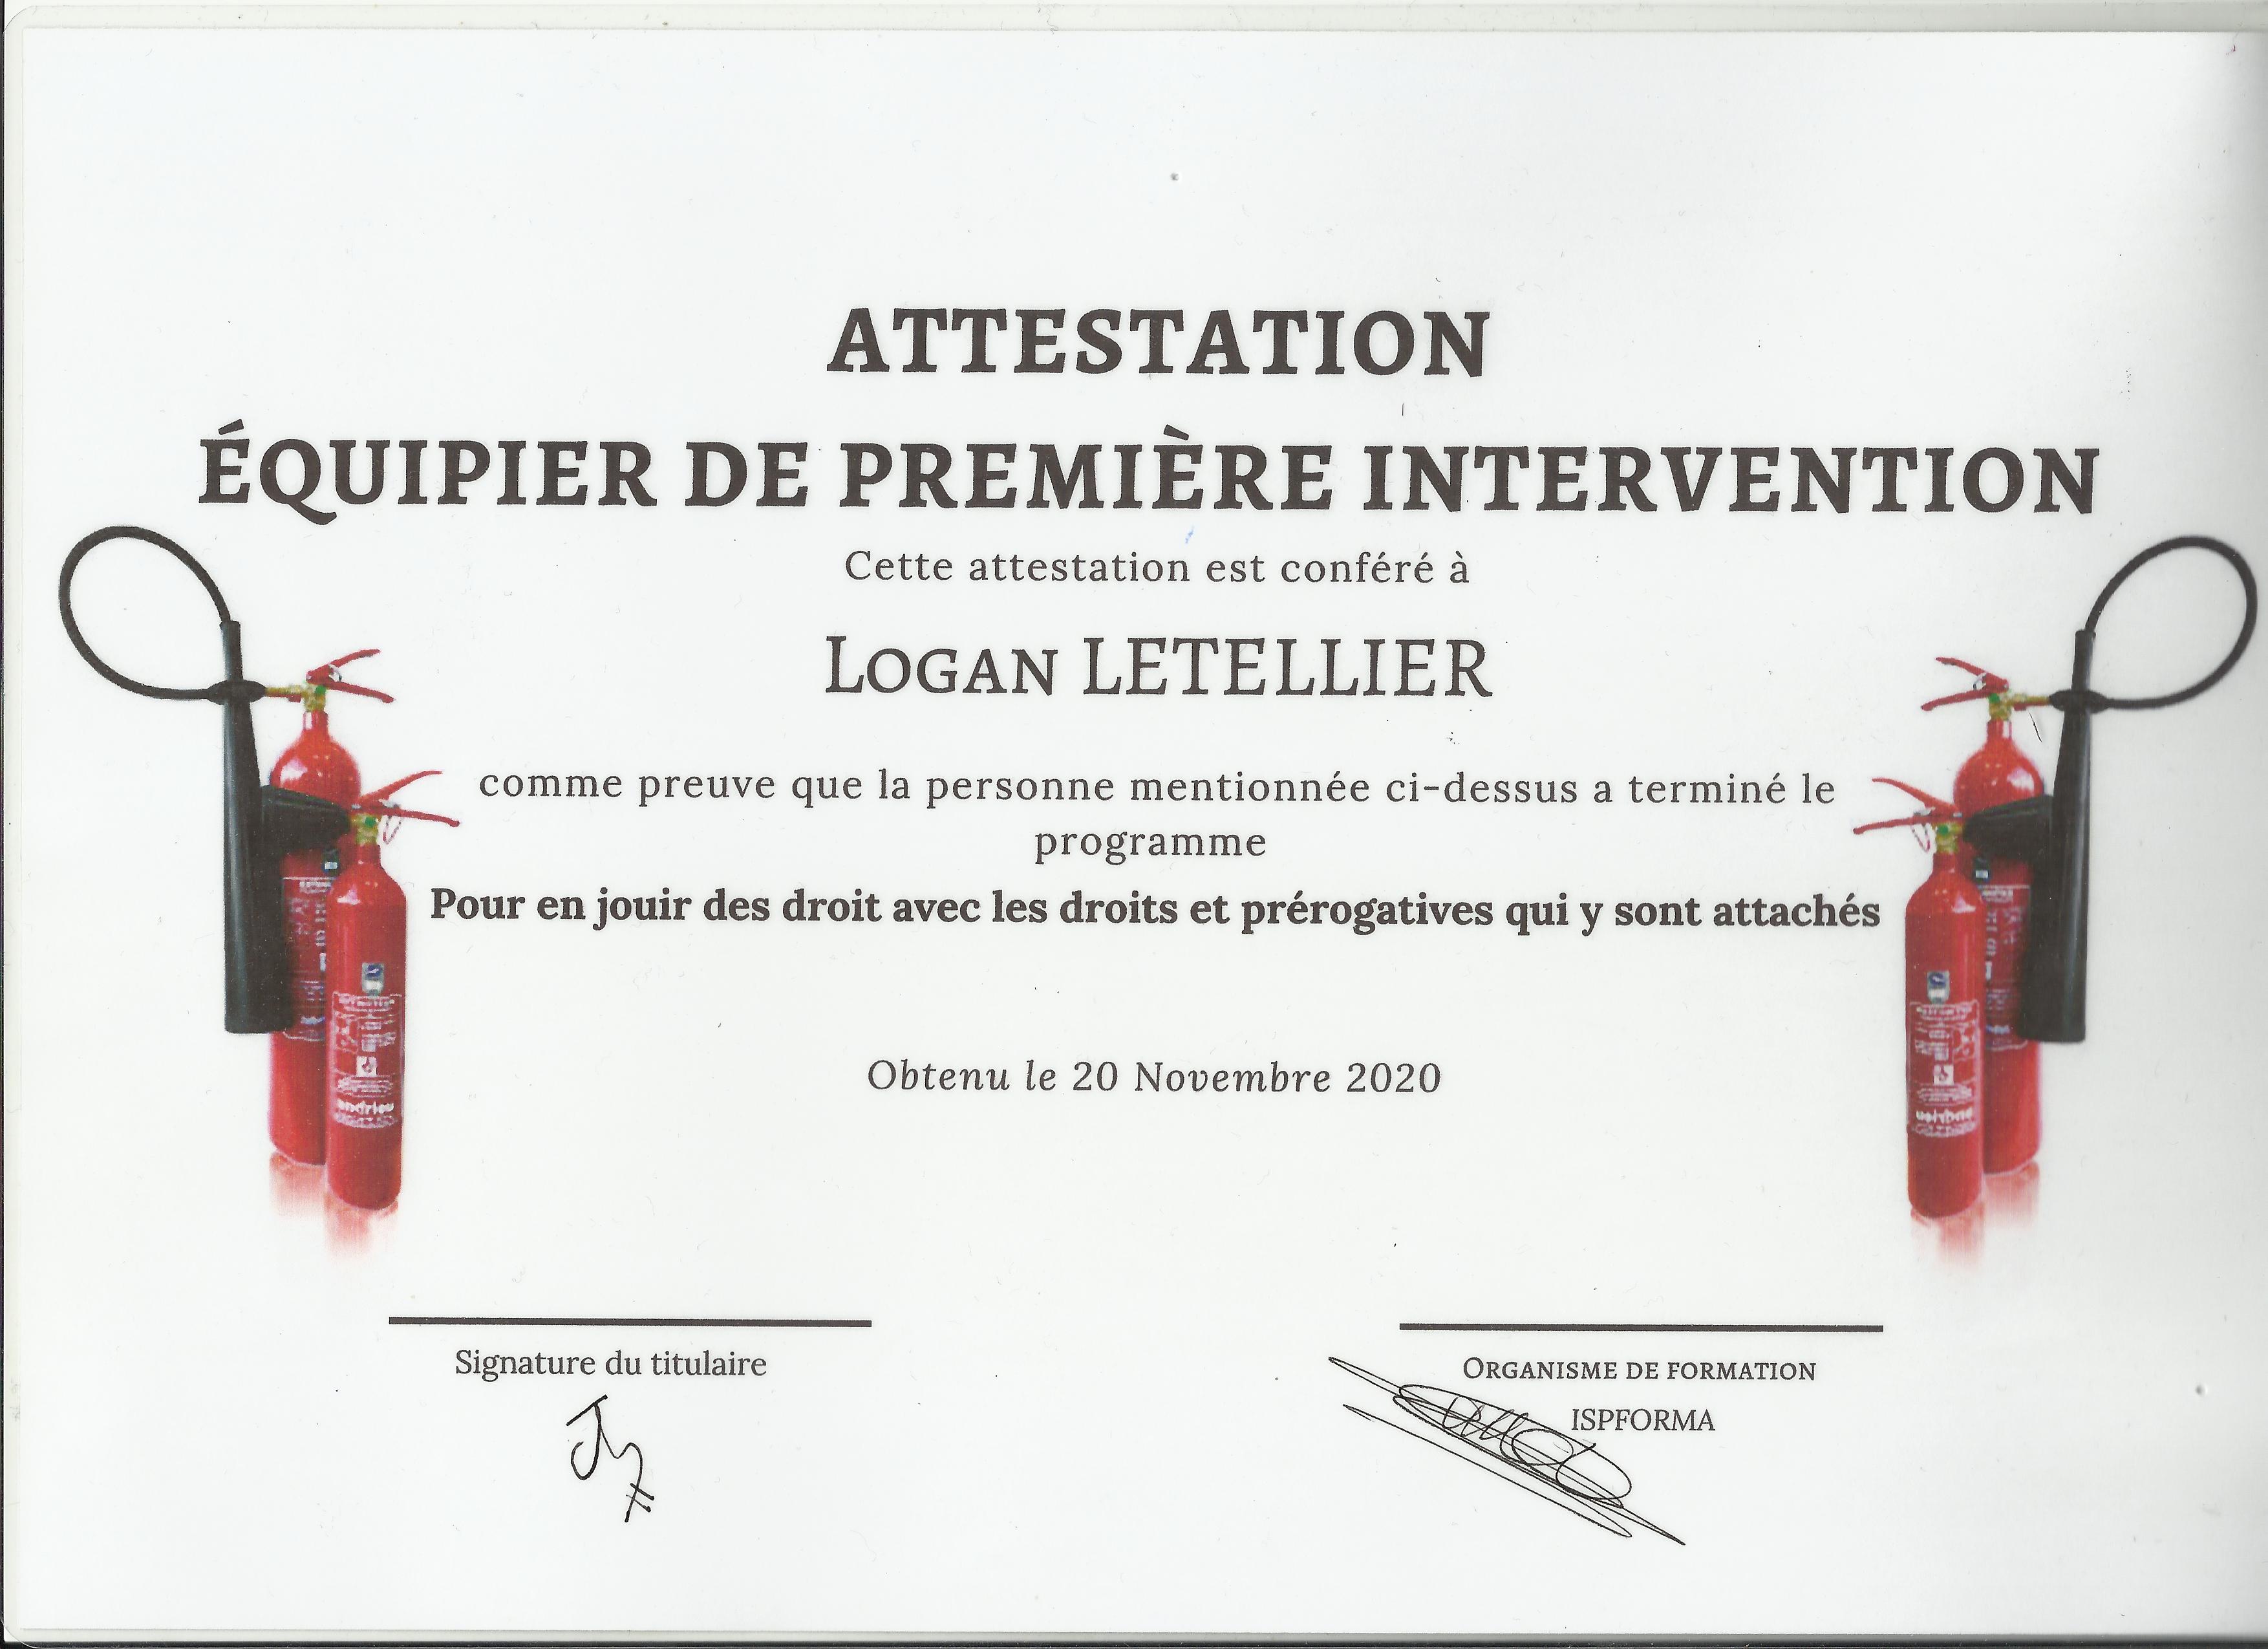 ATTESTATION
ÉQUIPIER DE PREMIÈRE INTERVENTION
Cette attestation est conféré à
LOGAN LETELLIER
comme preuve que la personne mentionnée ci-dessus a terminé le
programme
Pour en jouir des droit avec les droits et prérogatives qui y sont attachés
Obtenu le 20 Novembre 2020
Signature du titulaire
ORGANISME DE FORMATION
ISPFORMA
andrieu